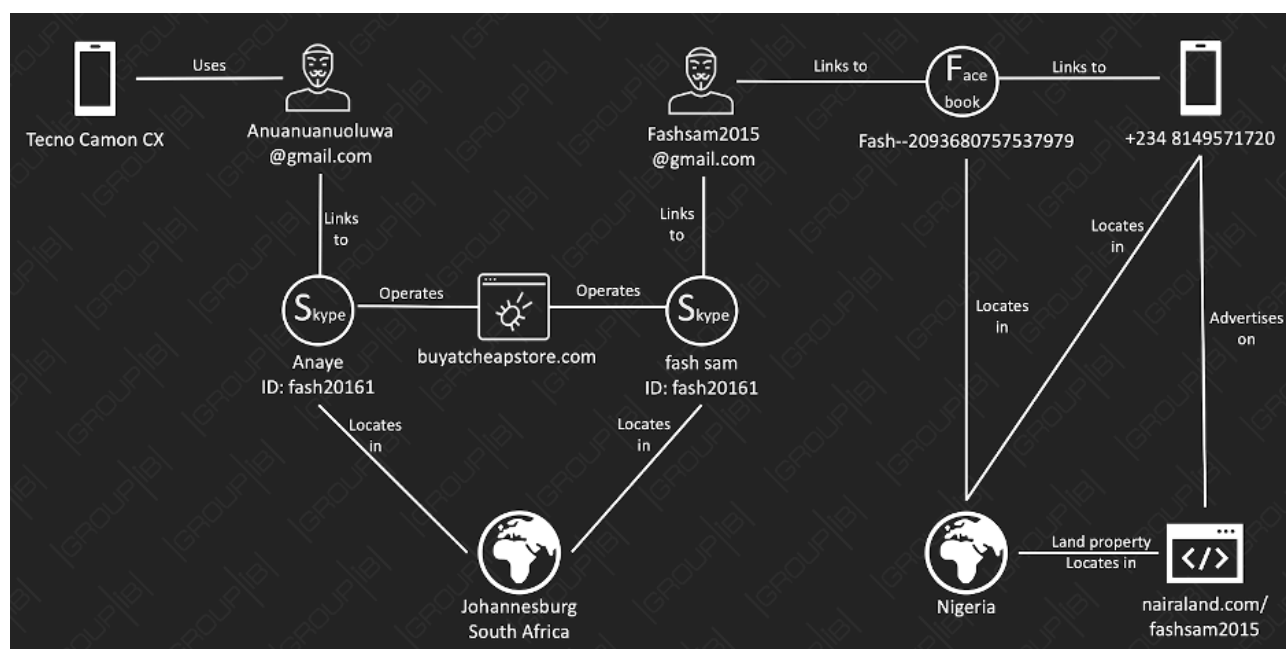 Uses
Links to
Links to
Tecno Camon CX
Anuanuanuoluwa
@gmail.com
Fashsam2015
@gmail.com
Face
book
Fash--2093680757537979
+234 8149571720
Links
to
Links
to
Locates
in
Operates
Operates
Skype
Skype
Locates
in
Advertises
on
buyatcheapstore.com
Anaye
ID: fash20161
fash sam
ID: fash20161
Locates
in
Locates
in
Land property
Locates in
</>
Johannesburg
South Africa
Nigeria
nairaland.com/
fashsam2015
|GROUP|IB|